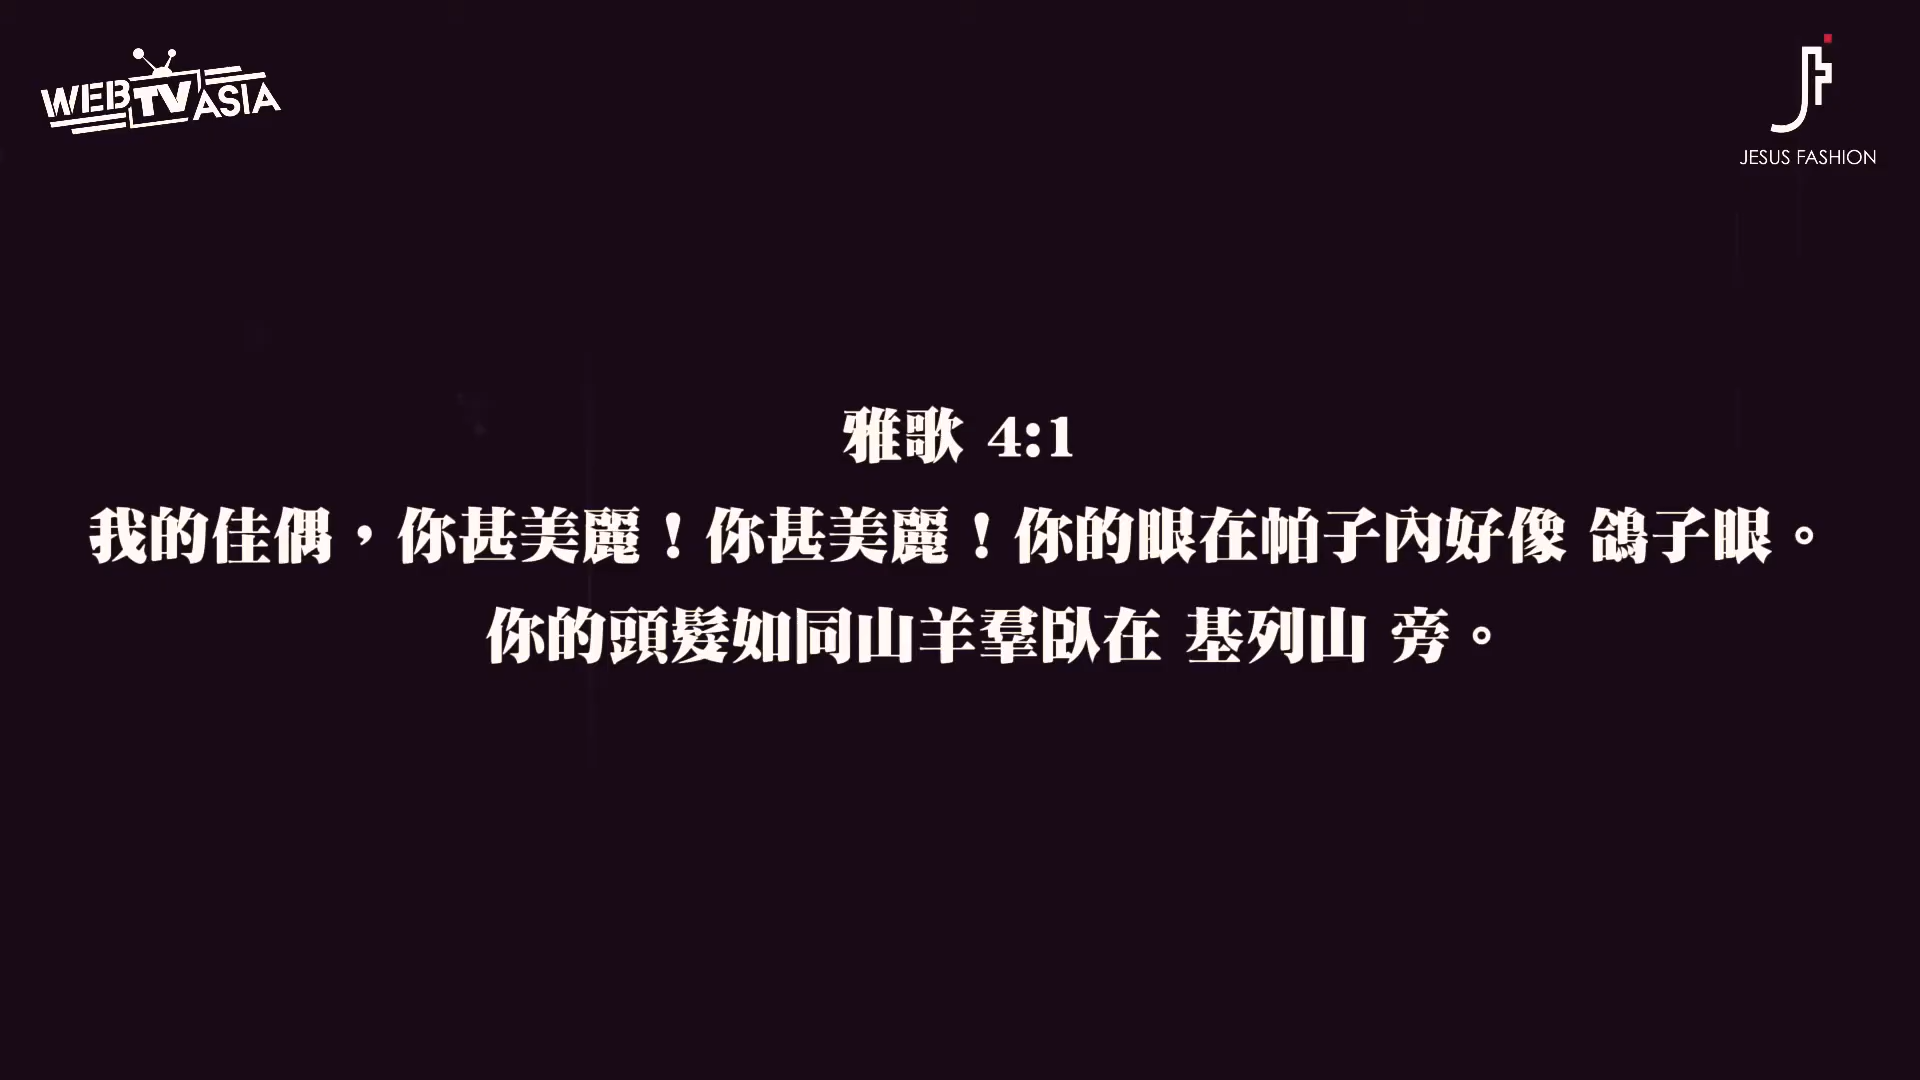 WEBTVASIA
JESUS FASHION
雅歌 4:1
我的佳偶，你甚美麗！你甚美麗！你的眼在帕子內好像 鴿子眼。
你的頭髮如同山羊羣臥在 基列山 旁。